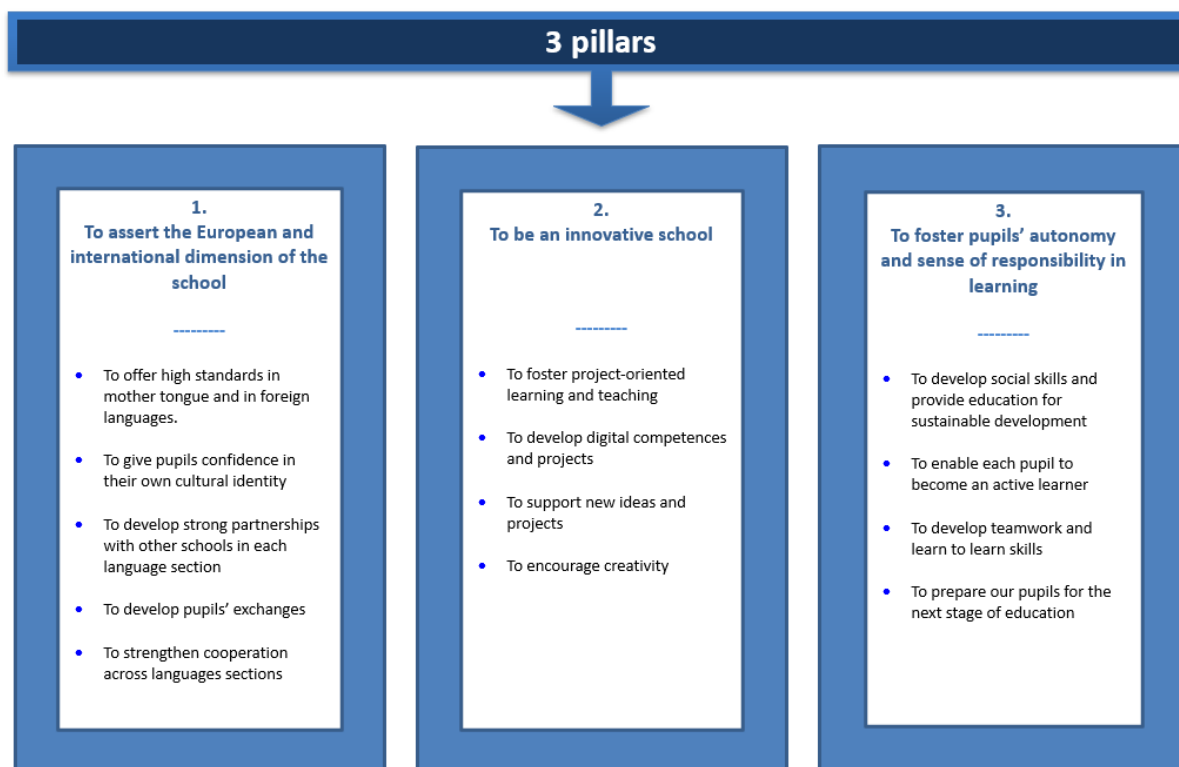 3 pillars
1.
To assert the European and
international dimension of the
school
---------
• To offer high standards in
mother tongue and in foreign
languages.
• To give pupils confidence in
their own cultural identity
• To develop strong partnerships
with other schools in each
language section
• To develop pupils’ exchanges
• To strengthen cooperation
across languages sections
2.
To be an innovative school
---------
• To foster project-oriented
learning and teaching
• To develop digital competences
and projects
• To support new ideas and
projects
• To encourage creativity
3.
To foster pupils’ autonomy
and sense of responsibility in
learning
---------
• To develop social skills and
provide education for
sustainable development
• To enable each pupil to
become an active learner
• To develop teamwork and
learn to learn skills
• To prepare our pupils for the
next stage of education